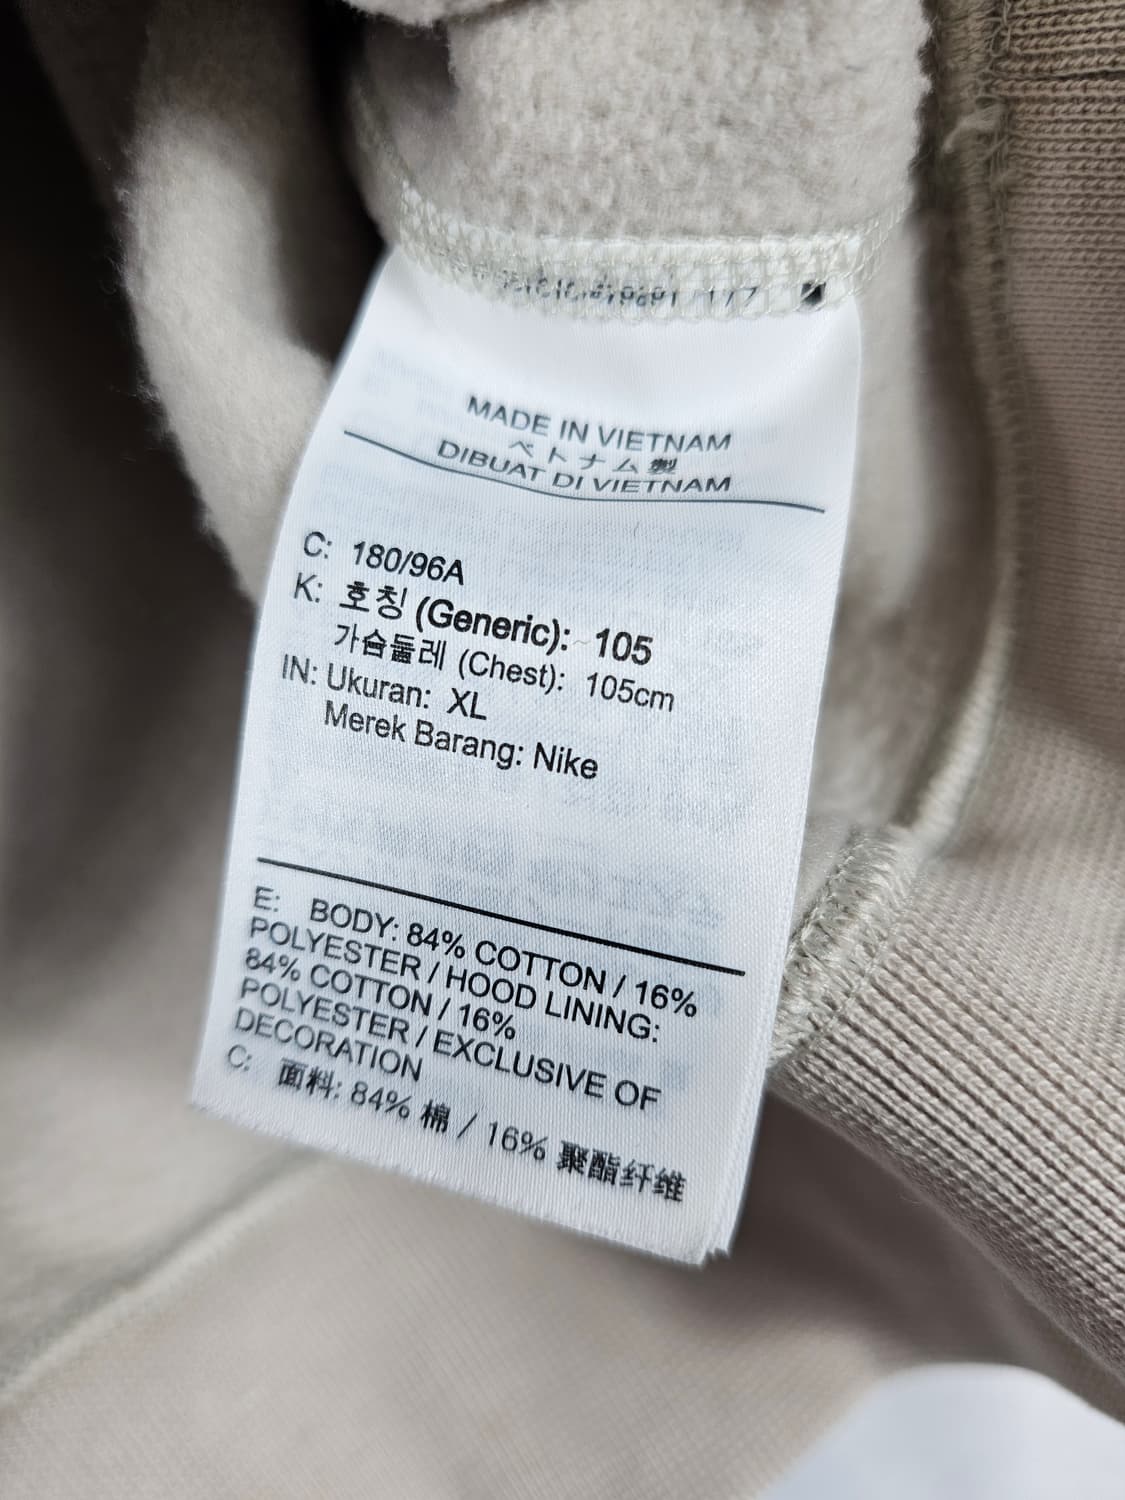 MADE IN VIETNAM
ベトナム製
DIBUAT DI VIETNAM
C: 180/96A
K: 호칭 (Generic): 105
가슴둘레 (Chest): 105cm
IN: Ukuran: XL
Merek Barang: Nike
E: BODY: 84% COTTON / 16%
POLYESTER / HOOD LINING:
84% COTTON / 16%
POLYESTER / EXCLUSIVE OF
DECORATION
C: 面料: 84% 棉 / 16% 聚酯纤维